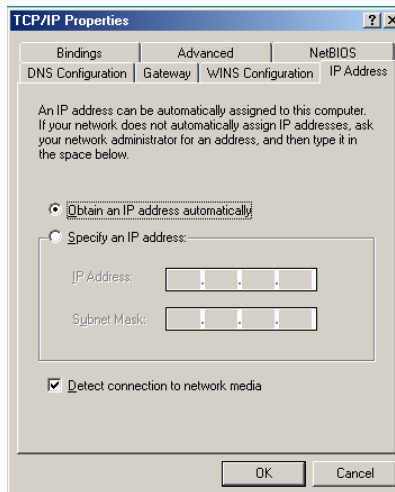 TCP/IP Properties
Bindings Advanced NetBIOS
DNS Configuration Gateway WINS Configuration IP Address
An IP address can be automatically assigned to this computer.
If your network does not automatically assign IP addresses, ask
your network administrator for an address, and then type it in
the space below.
Obtain an IP address automatically
Specify an IP address:
IP Address:
Subnet Mask:
Detect connection to network media
OK Cancel